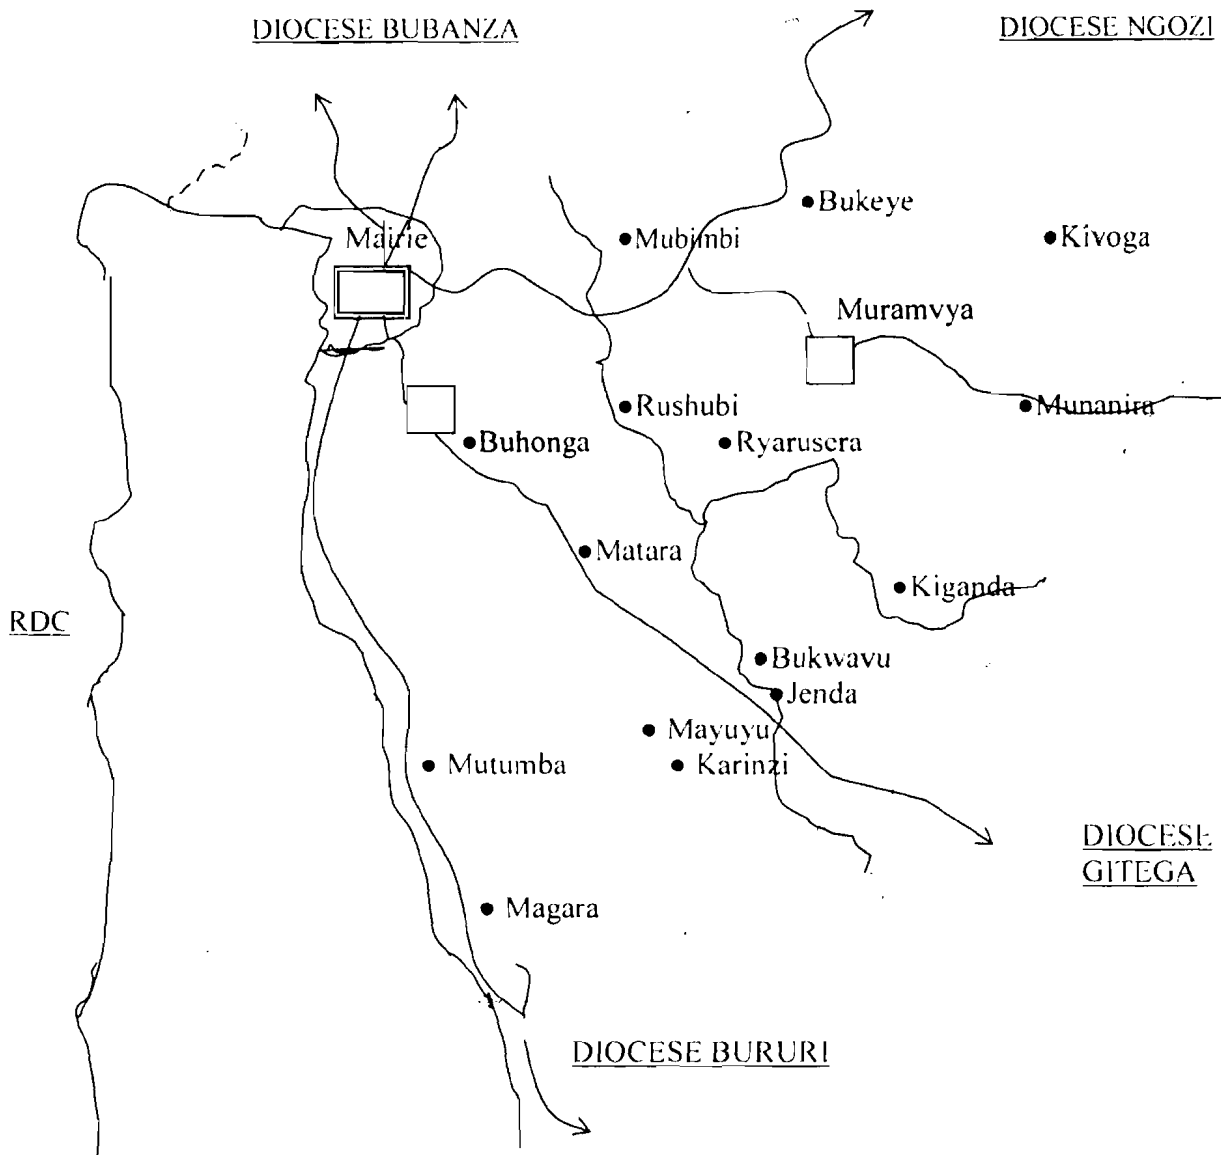 DIOCESE BUBANZA
DIOCESE NGOZI
Bukeye
Mairie
Mubimbi
Kivoga
Muramvya
Rushubi
Munanira
Buhonga
Ryarusera
Matara
Kiganda
RDC
Bukwavu
Jenda
Mayuyu
Mutumba
Karinzi
DIOCESE
GITEGA
Magara
DIOCESE BURURI